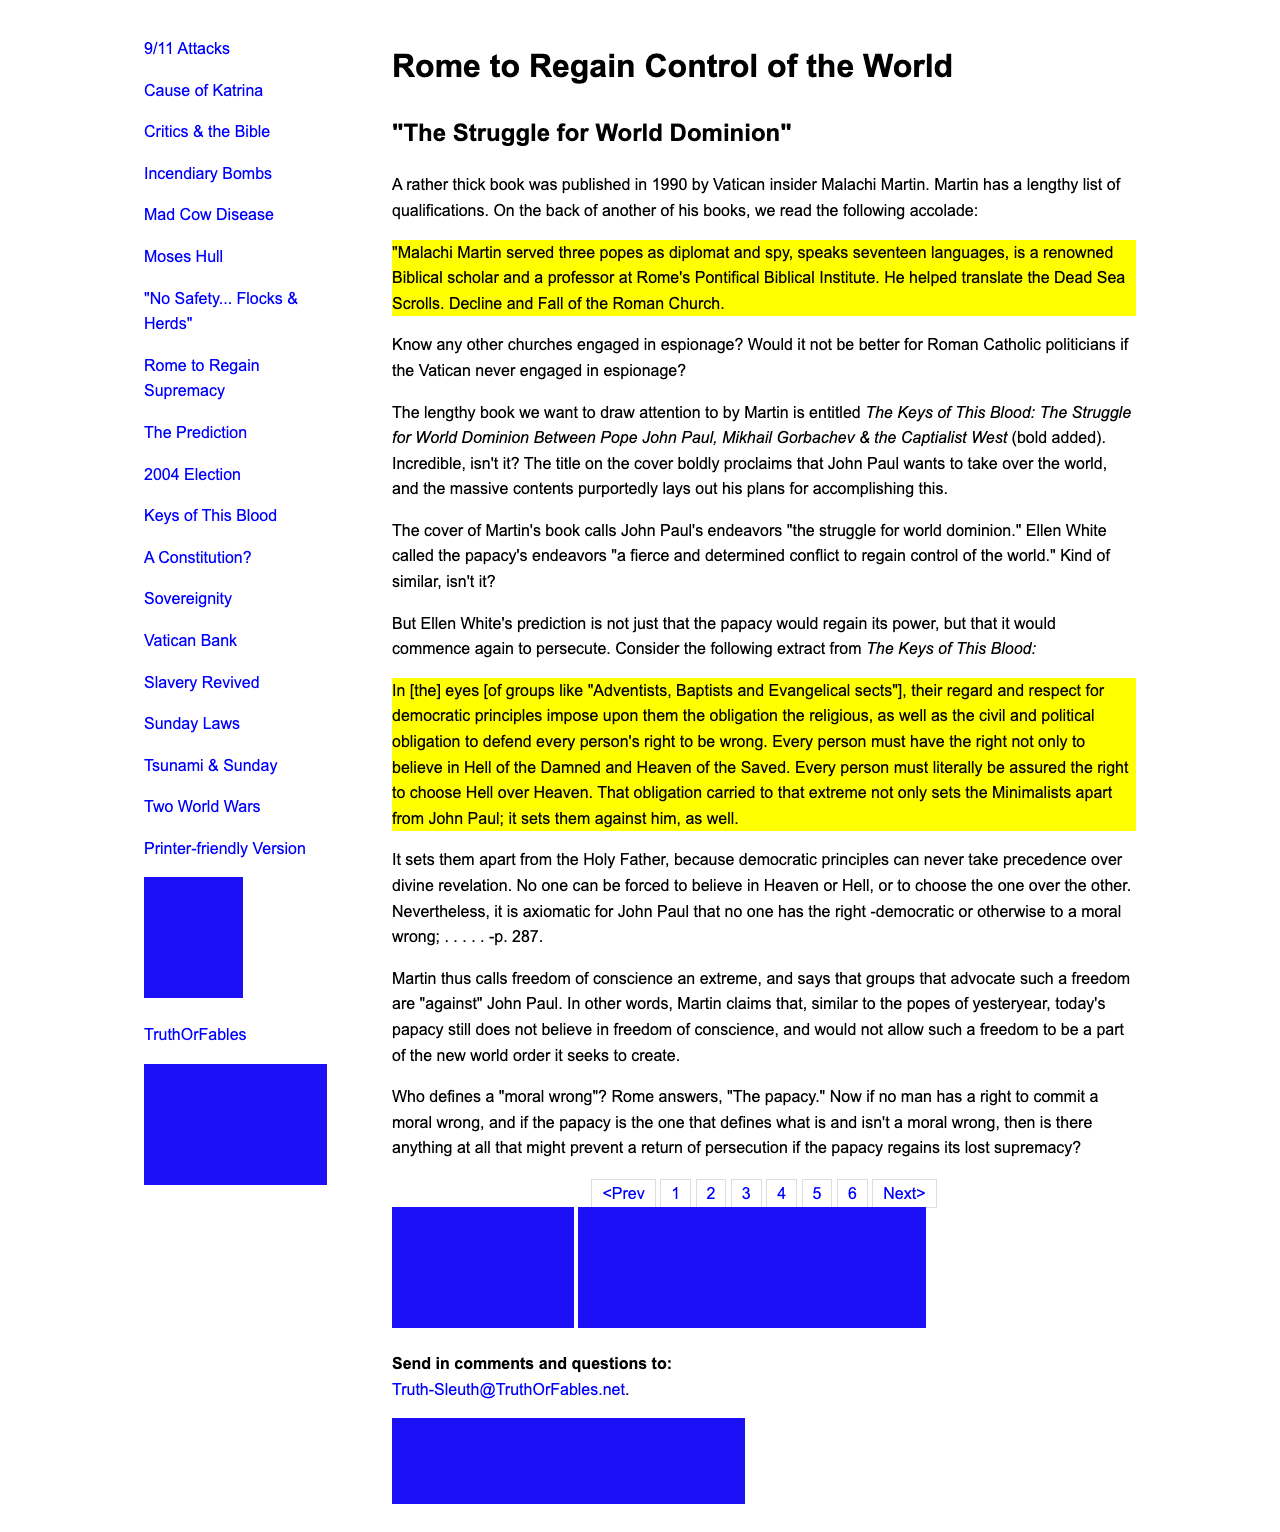 9/11 Attacks
Cause of Katrina
Critics & the Bible
Incendiary Bombs
Mad Cow Disease
Moses Hull
"No Safety... Flocks &
Herds"
Rome to Regain
Supremacy
The Prediction
2004 Election
Keys of This Blood
A Constitution?
Sovereignity
Vatican Bank
Slavery Revived
Sunday Laws
Tsunami & Sunday
Two World Wars
Printer-friendly Version
TruthOrFables
Rome to Regain Control of the World
"The Struggle for World Dominion"
A rather thick book was published in 1990 by Vatican insider Malachi Martin. Martin has a lengthy list of
qualifications. On the back of another of his books, we read the following accolade:
"Malachi Martin served three popes as diplomat and spy, speaks seventeen languages, is a renowned
Biblical scholar and a professor at Rome's Pontifical Biblical Institute. He helped translate the Dead Sea
Scrolls. Decline and Fall of the Roman Church.
Know any other churches engaged in espionage? Would it not be better for Roman Catholic politicians if
the Vatican never engaged in espionage?
The lengthy book we want to draw attention to by Martin is entitled The Keys of This Blood: The Struggle
for World Dominion Between Pope John Paul, Mikhail Gorbachev & the Captialist West (bold added).
Incredible, isn't it? The title on the cover boldly proclaims that John Paul wants to take over the world,
and the massive contents purportedly lays out his plans for accomplishing this.
The cover of Martin's book calls John Paul's endeavors "the struggle for world dominion." Ellen White
called the papacy's endeavors "a fierce and determined conflict to regain control of the world." Kind of
similar, isn't it?
But Ellen White's prediction is not just that the papacy would regain its power, but that it would
commence again to persecute. Consider the following extract from The Keys of This Blood:
In [the] eyes [of groups like "Adventists, Baptists and Evangelical sects"], their regard and respect for
democratic principles impose upon them the obligation the religious, as well as the civil and political
obligation to defend every person's right to be wrong. Every person must have the right not only to
believe in Hell of the Damned and Heaven of the Saved. Every person must literally be assured the right
to choose Hell over Heaven. That obligation carried to that extreme not only sets the Minimalists apart
from John Paul; it sets them against him, as well.
It sets them apart from the Holy Father, because democratic principles can never take precedence over
divine revelation. No one can be forced to believe in Heaven or Hell, or to choose the one over the other.
Nevertheless, it is axiomatic for John Paul that no one has the right -democratic or otherwise to a moral
wrong; . . . . . -p. 287.
Martin thus calls freedom of conscience an extreme, and says that groups that advocate such a freedom
are "against" John Paul. In other words, Martin claims that, similar to the popes of yesteryear, today's
papacy still does not believe in freedom of conscience, and would not allow such a freedom to be a part
of the new world order it seeks to create.
Who defines a "moral wrong"? Rome answers, "The papacy." Now if no man has a right to commit a
moral wrong, and if the papacy is the one that defines what is and isn't a moral wrong, then is there
anything at all that might prevent a return of persecution if the papacy regains its lost supremacy?
<Prev 1 2 3 4 5 6 Next>
Send in comments and questions to:
Truth-Sleuth@TruthOrFables.net.